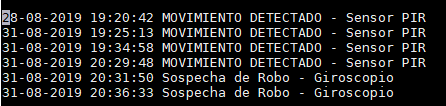 28-08-2019 19:20:42 MOVIMIENTO DETECTADO - Sensor PIR
31-08-2019 19:25:13 MOVIMIENTO DETECTADO - Sensor PIR
31-08-2019 19:34:58 MOVIMIENTO DETECTADO - Sensor PIR
31-08-2019 20:29:48 MOVIMIENTO DETECTADO - Sensor PIR
31-08-2019 20:31:50 Sospecha de Robo - Giroscopio
31-08-2019 20:36:33 Sospecha de Robo - Giroscopio